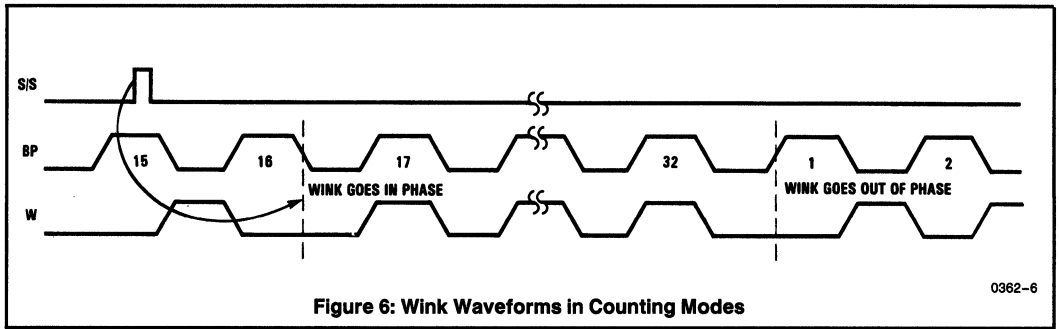 S/S
BP
15
16
17
32
1
2
WINK GOES IN PHASE
WINK GOES OUT OF PHASE
W
0362–6
Figure 6: Wink Waveforms in Counting Modes